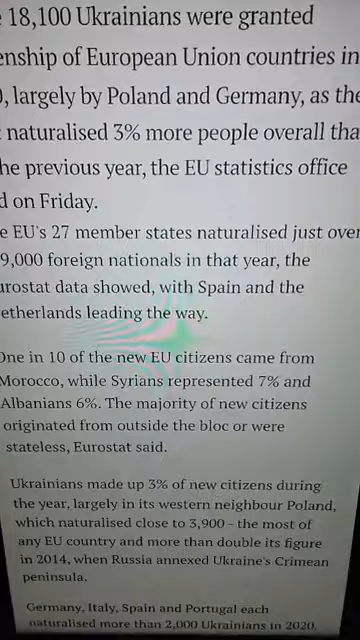 18,100 Ukrainians were granted
enship of European Union countries in
, largely by Poland and Germany, as the
naturalised 3% more people overall tha
he previous year, the EU statistics office
d on Friday.
e EU's 27 member states naturalised just over
9,000 foreign nationals in that year, the
urostat data showed, with Spain and the
etherlands leading the way.
One in 10 of the new EU citizens came from
Morocco, while Syrians represented 7% and
Albanians 6%. The majority of new citizens
originated from outside the bloc or were
stateless, Eurostat said.
Ukrainians made up 3% of new citizens during
the year, largely in its western neighbour Poland,
which naturalised close to 3,900 – the most of
any EU country and more than double its figure
in 2014, when Russia annexed Ukraine's Crimean
peninsula.
Germany, Italy, Spain and Portugal each
naturalised more than 2,000 Ukrainians in 2020.